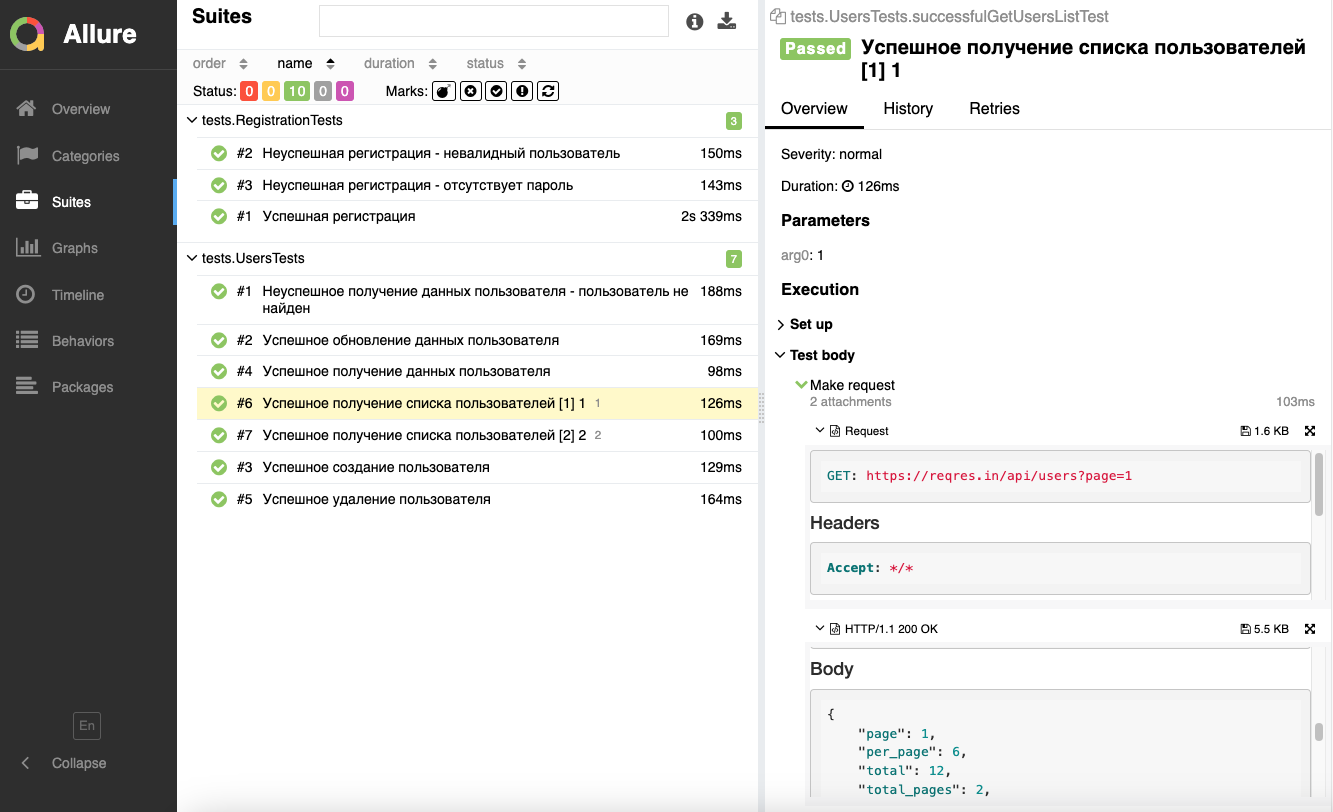 Allure
Overview
Categories
Suites
Graphs
Timeline
Behaviors
Packages
En
Collapse
Suites
order name duration status
Status: 0 0 10 0 0 Marks:
tests.RegistrationTests 3
#2 Неуспешная регистрация - невалидный пользователь 150ms
#3 Неуспешная регистрация - отсутствует пароль 143ms
#1 Успешная регистрация 2s 339ms
tests.UsersTests 7
#1 Неуспешное получение данных пользователя - пользователь не 188ms
найден
#2 Успешное обновление данных пользователя 169ms
#4 Успешное получение данных пользователя 98ms
#6 Успешное получение списка пользователей [1] 1 1 126ms
#7 Успешное получение списка пользователей [2] 2 2 100ms
#3 Успешное создание пользователя 129ms
#5 Успешное удаление пользователя 164ms
tests.UsersTests.successfulGetUsersListTest
Passed Успешное получение списка пользователей
[1] 1
Overview History Retries
Severity: normal
Duration: 126ms
Parameters
arg0: 1
Execution
Set up
Test body
Make request
2 attachments 103ms
Request 1.6 KB
GET: https://reqres.in/api/users?page=1
Headers
Accept: */*
HTTP/1.1 200 OK 5.5 KB
Body
{
"page": 1,
"per_page": 6,
"total": 12,
"total_pages": 2,